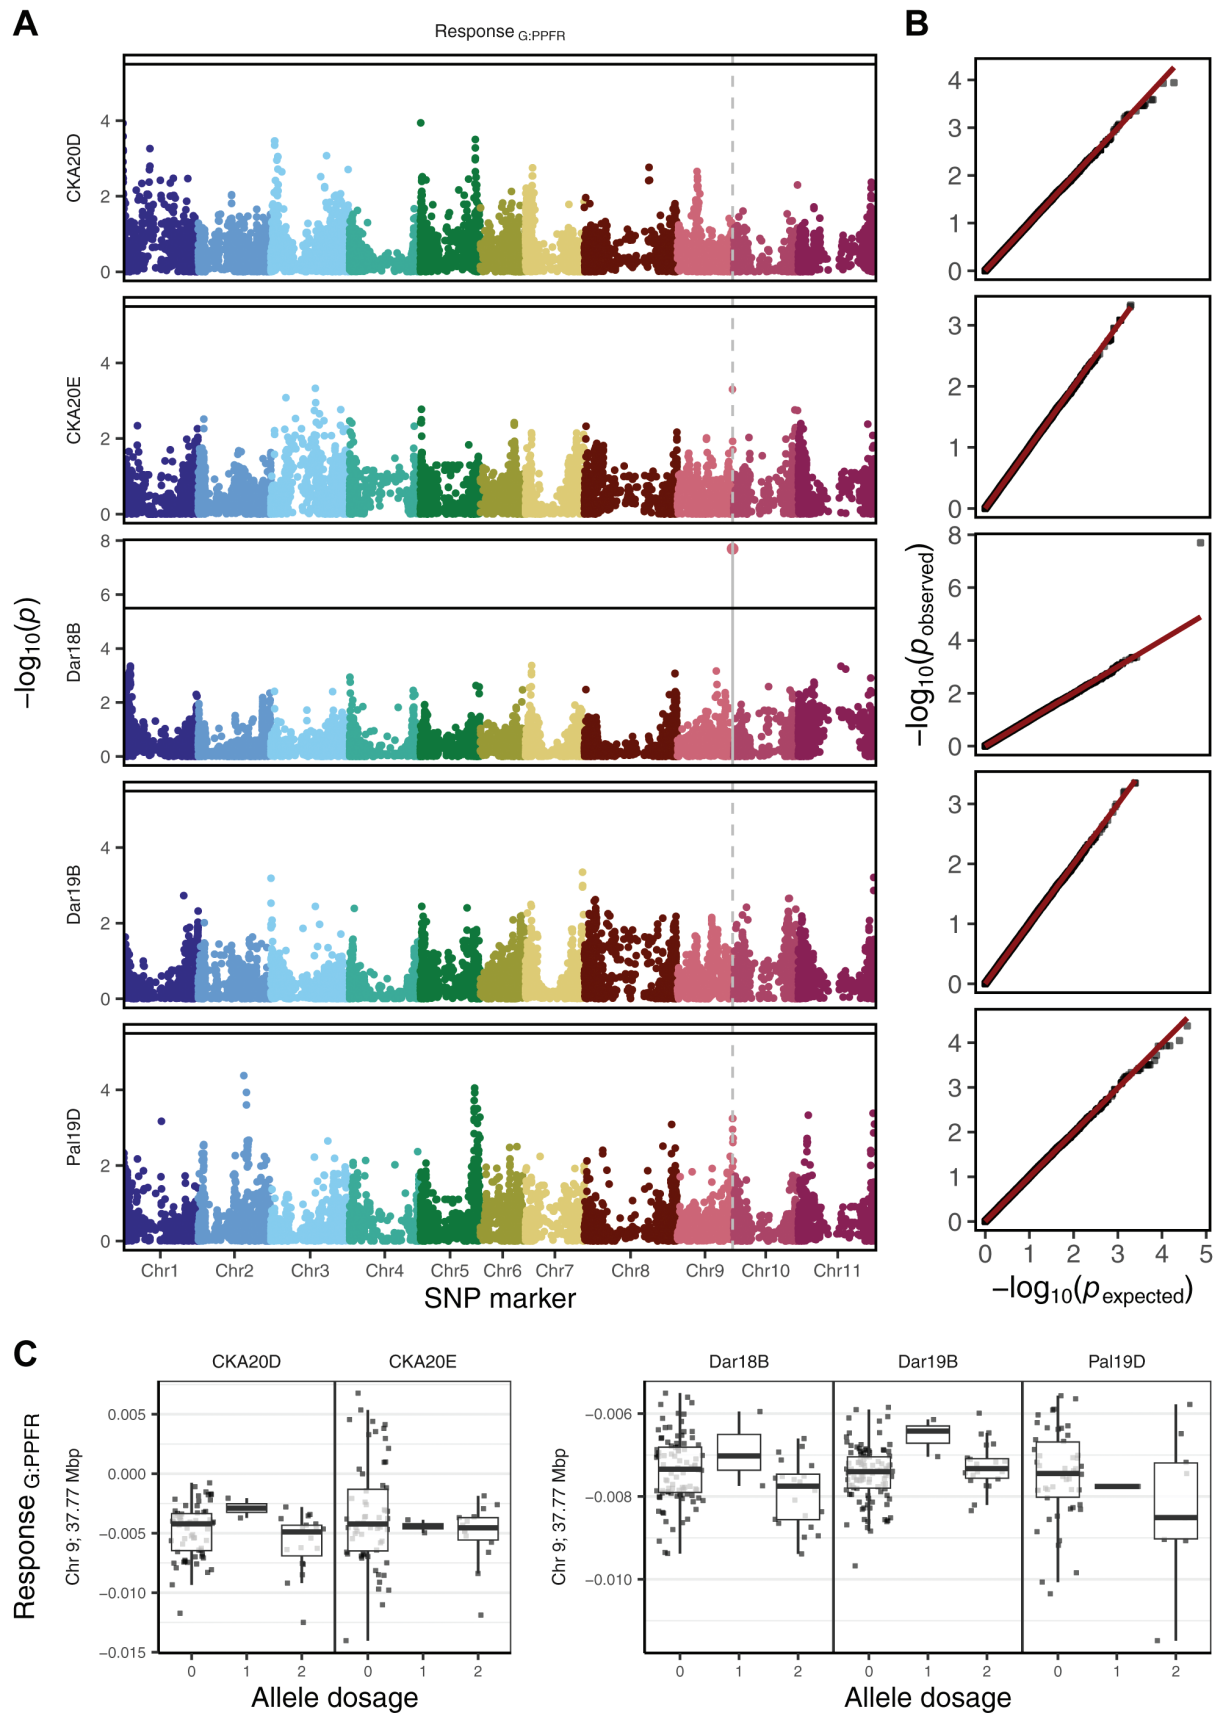 A
B
Response G:PPFR
CKA20D
4
2
0
4
3
2
1
0
CKA20E
4
2
0
3
2
1
0
−log10(p)
Dar18B
8
6
4
2
0
−log10(pobserved)
8
6
4
2
0
Dar19B
4
2
0
3
2
1
0
Pal19D
4
2
0
4
3
2
1
0
Chr1 Chr2 Chr3 Chr4 Chr5 Chr6 Chr7 Chr8 Chr9 Chr10 Chr11
SNP marker
0 1 2 3 4 5
−log10(pexpected)
C
CKA20D CKA20E
Dar18B Dar19B Pal19D
Response G:PPFR
Chr 9; 37.77 Mbp
0.005
0.000
−0.005
−0.010
−0.015
Chr 9; 37.77 Mbp
−0.006
−0.008
−0.010
0 1 2 0 1 2
0 1 2 0 1 2 0 1 2
Allele dosage
Allele dosage